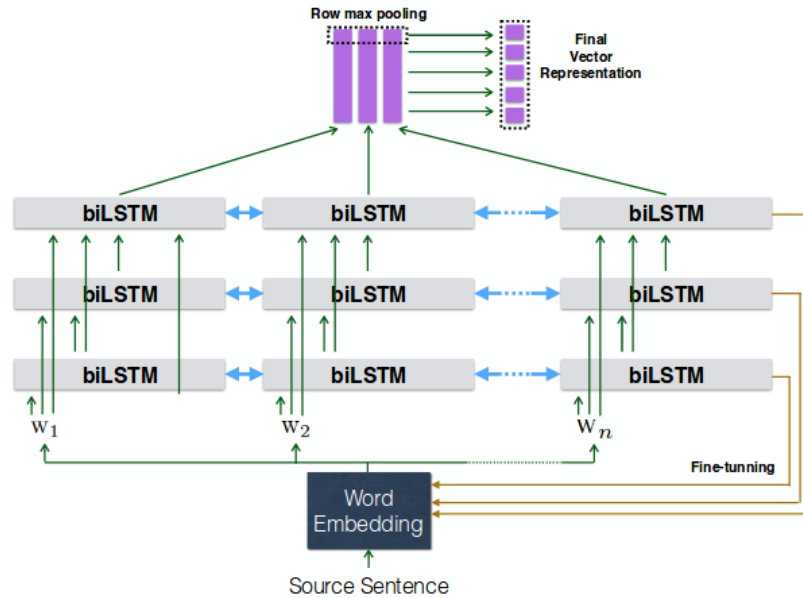 Row max pooling
Final
Vector
Representation
biLSTM biLSTM biLSTM
biLSTM biLSTM biLSTM
biLSTM biLSTM biLSTM
w1 w2 wn
Fine-tunning
Word
Embedding
Source Sentence